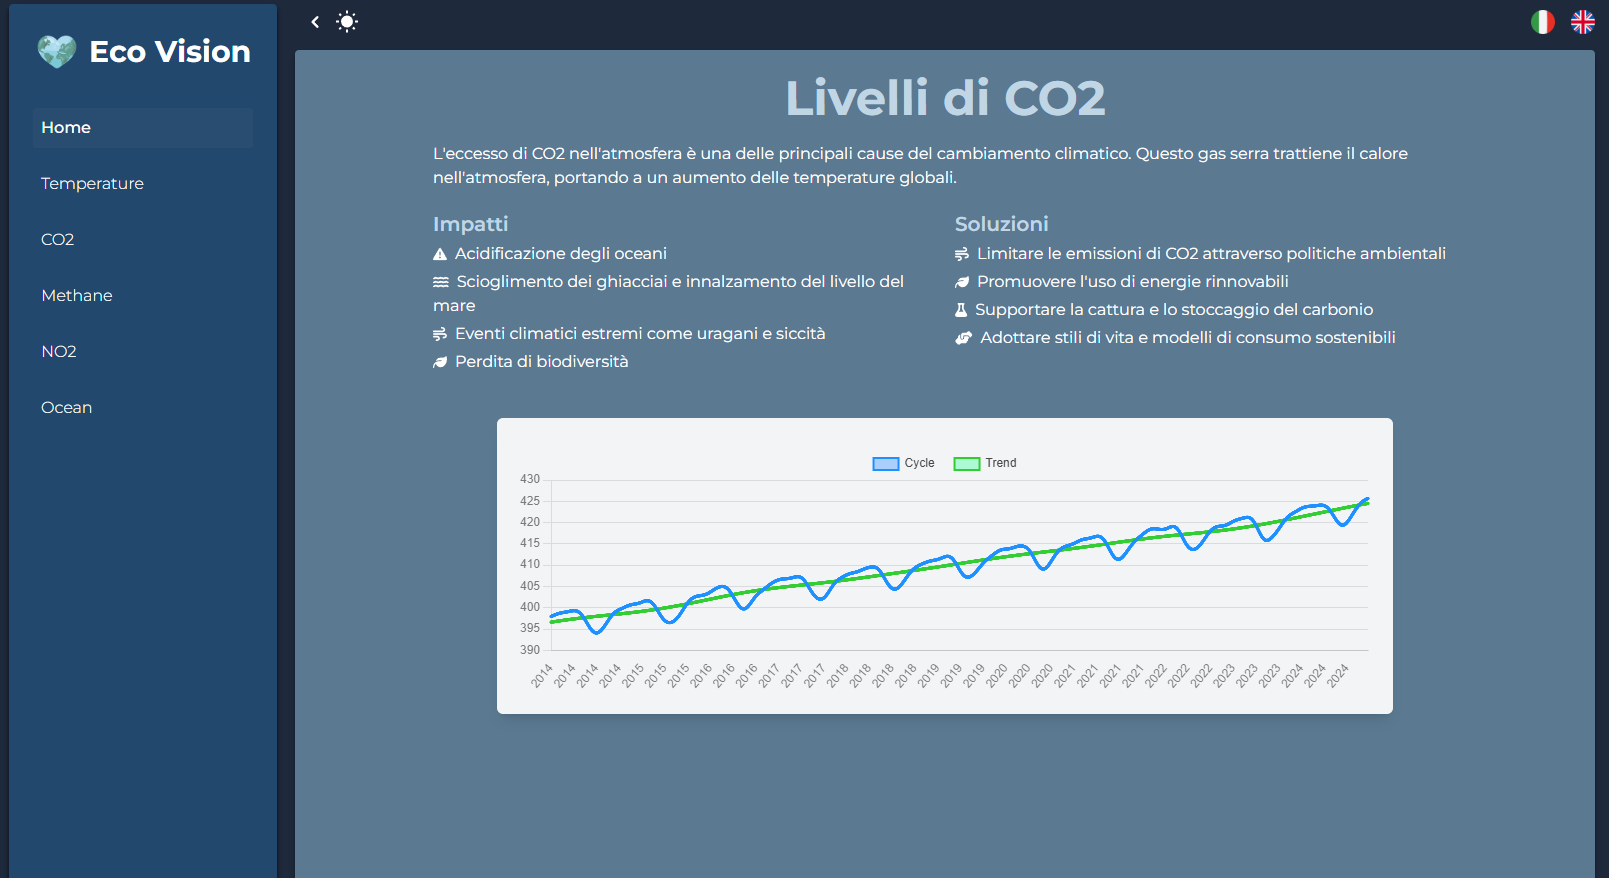 Eco Vision
Home
Temperature
CO2
Methane
NO2
Ocean
Livelli di CO2
L'eccesso di CO2 nell'atmosfera è una delle principali cause del cambiamento climatico. Questo gas serra trattiene il calore
nell'atmosfera, portando a un aumento delle temperature globali.
Impatti
Acidificazione degli oceani
Scioglimento dei ghiacciai e innalzamento del livello del
mare
Eventi climatici estremi come uragani e siccità
Perdita di biodiversità
Soluzioni
Limitare le emissioni di CO2 attraverso politiche ambientali
Promuovere l'uso di energie rinnovabili
Supportare la cattura e lo stoccaggio del carbonio
Adottare stili di vita e modelli di consumo sostenibili
Cycle Trend
430
425
420
415
410
405
400
395
390
2014 2014 2014 2014 2015 2015 2015 2016 2016 2016 2017 2017 2017 2018 2018 2018 2018 2019 2019 2019 2020 2020 2020 2021 2021 2021 2021 2022 2022 2022 2023 2023 2023 2024 2024 2024